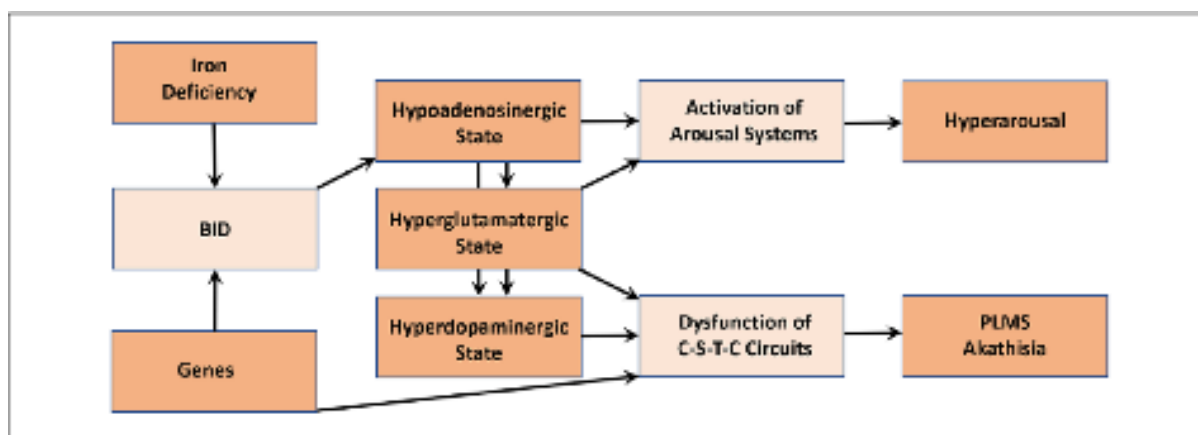 Iron
Deficiency
Hypoadenosinergic
State
Activation of
Arousal Systems
Hyperarousal
BID
Hyperglutamatergic
State
Genes
Hyperdopaminergic
State
Dysfunction of
C-S-T-C Circuits
PLMS
Akathisia